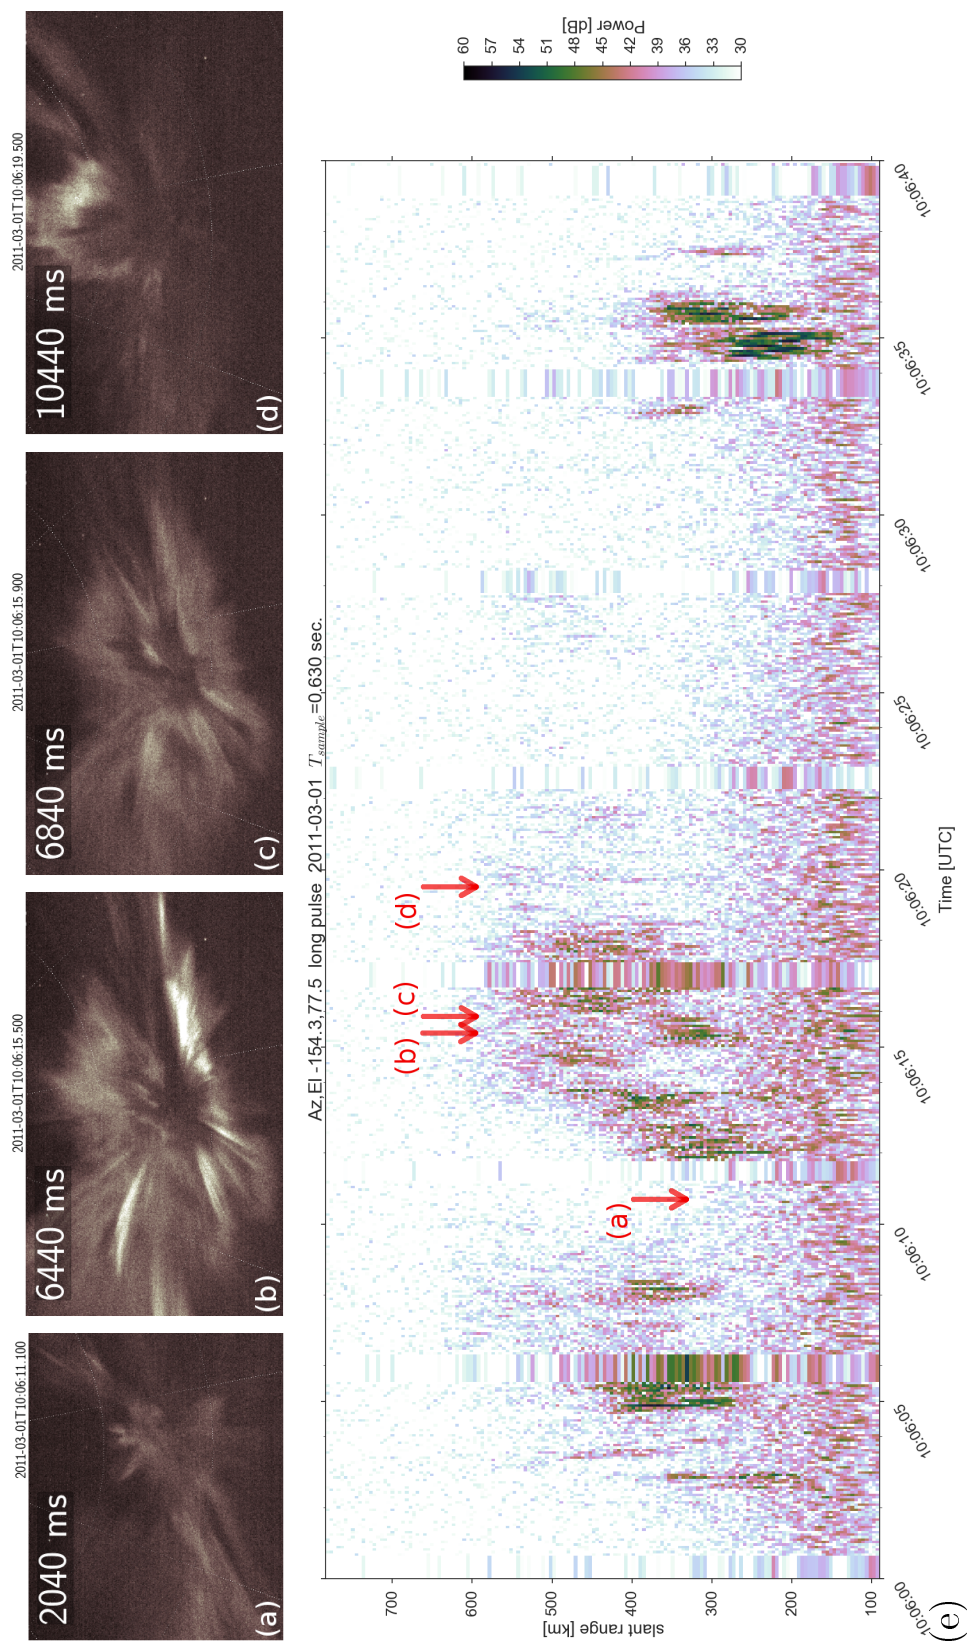 2011-03-01T10:06:11.100
2040 ms
(a)
2011-03-01T10:06:15.500
6440 ms
(b)
2011-03-01T10:06:15.900
6840 ms
(c)
2011-03-01T10:06:19.500
10440 ms
(d)
Az,El -154.3,77.5 long pulse 2011-03-01 T_sample=0.630 sec.
slant range [km]
700
600
500
400
300
200
100
(a)
(b)
(c)
(d)
10:06:00
10:06:05
10:06:10
10:06:15
10:06:20
10:06:25
10:06:30
10:06:35
10:06:40
Time [UTC]
Power [dB]
60
57
54
51
48
45
42
39
36
33
30
(e)